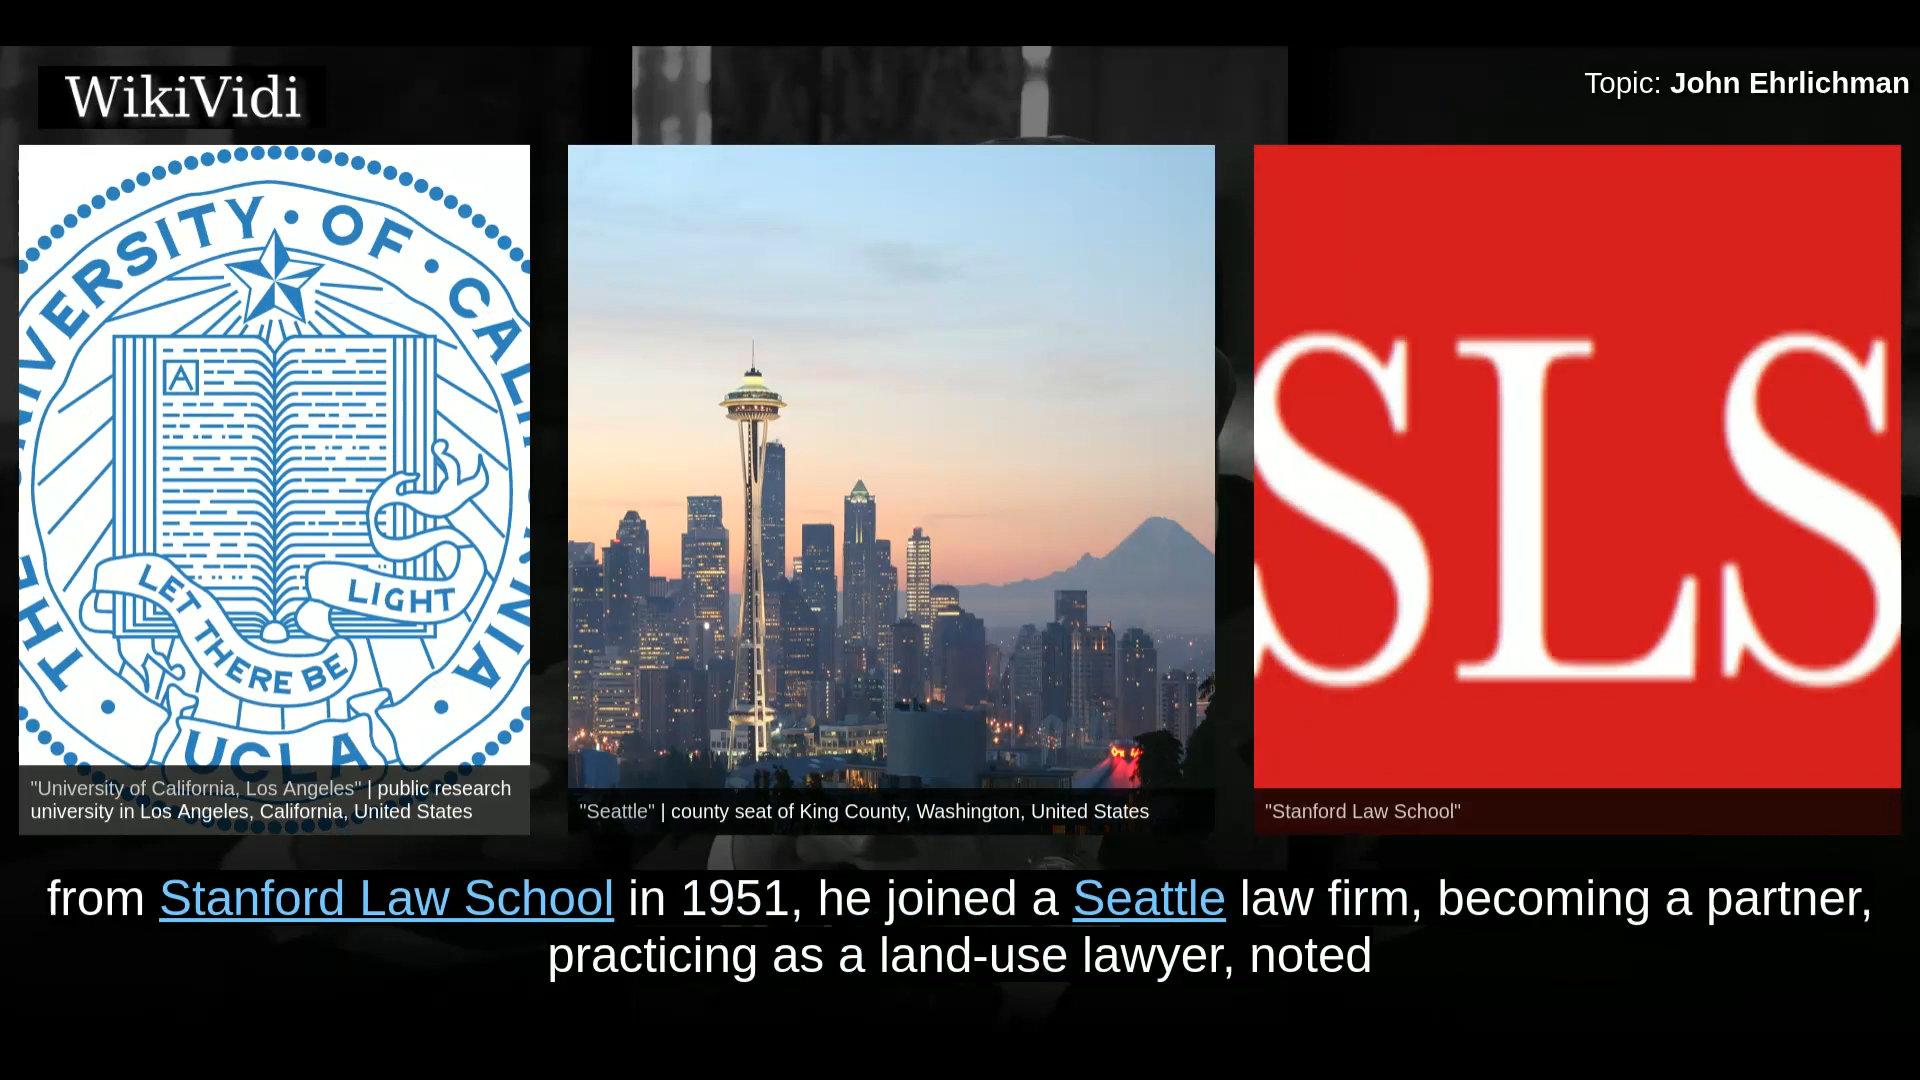 WikiVidi
Topic: John Ehrlichman
THE UNIVERSITY · OF · CALIFORNIA
A
LET THERE BE
LIGHT
UCLA
SLS
"University of California, Los Angeles" | public research
university in Los Angeles, California, United States
"Seattle" | county seat of King County, Washington, United States
"Stanford Law School"
from Stanford Law School in 1951, he joined a Seattle law firm, becoming a partner,
practicing as a land-use lawyer, noted